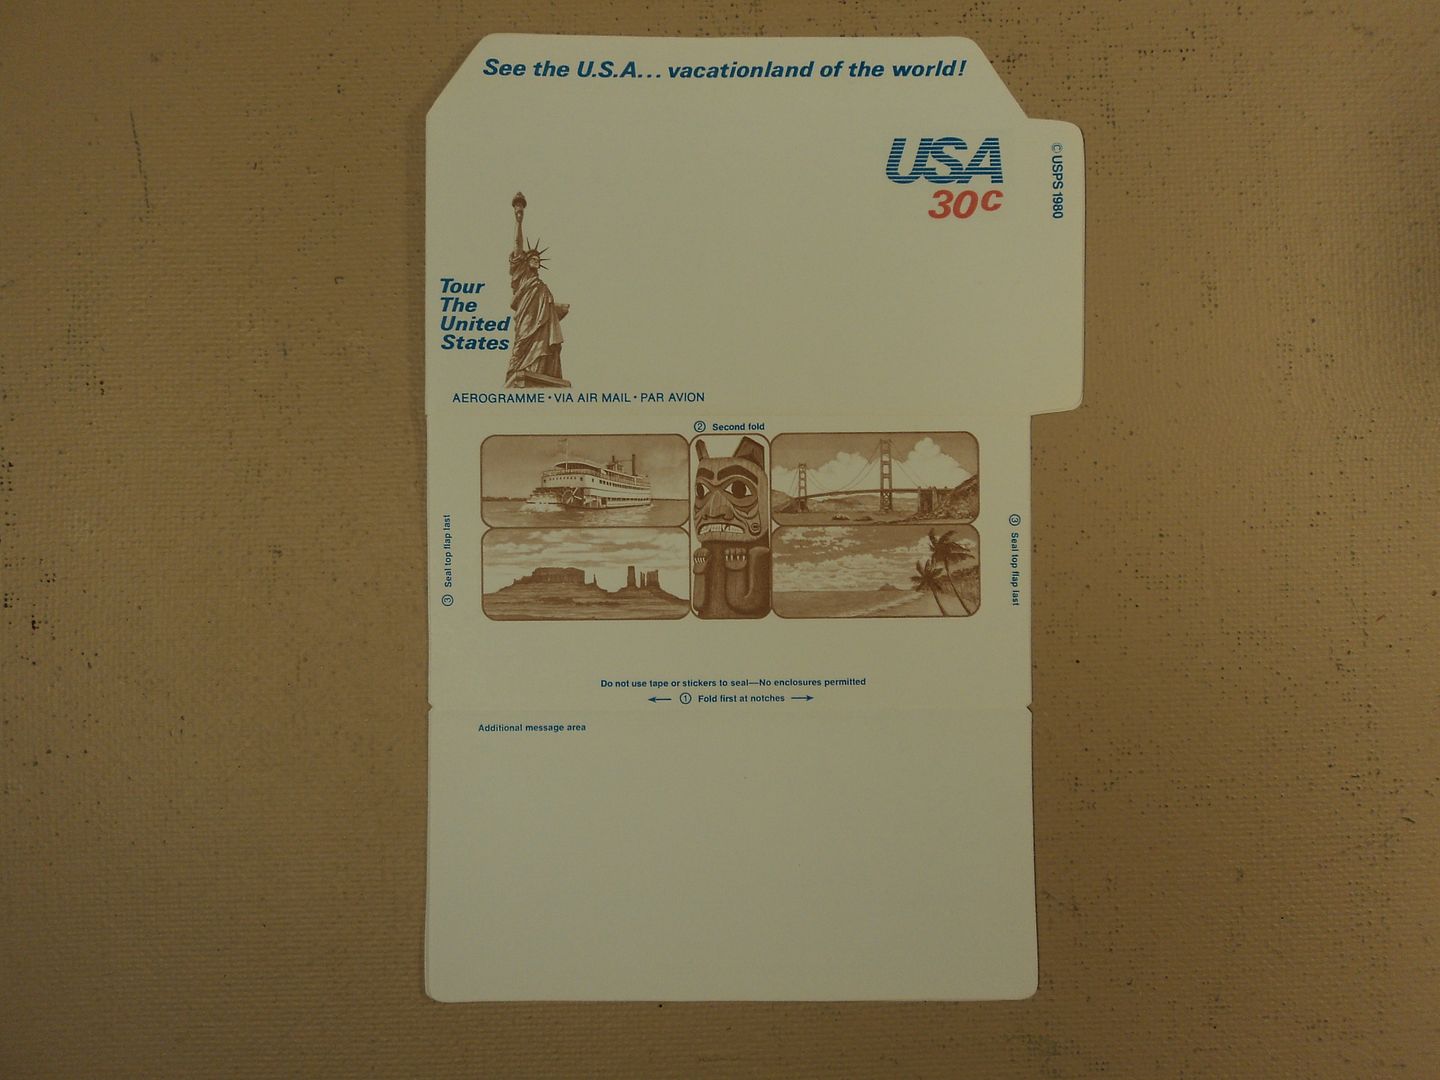 See the U.S.A... vacationland of the world!
USA
30c
© USPS 1980
Tour
The
United
States
AEROGRAMME • VIA AIR MAIL • PAR AVION
② Second fold
③ Seal top flap last
③ Seal top flap last
Do not use tape or stickers to seal—No enclosures permitted
← ① Fold first at notches →
Additional message area